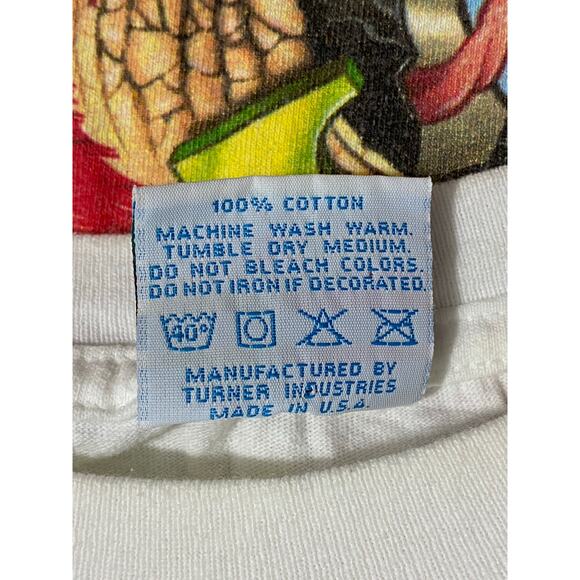 100% COTTON
MACHINE WASH WARM.
TUMBLE DRY MEDIUM.
DO NOT BLEACH COLORS.
DO NOT IRON IF DECORATED.
40°
MANUFACTURED BY
TURNER INDUSTRIES
MADE IN U.S.A.